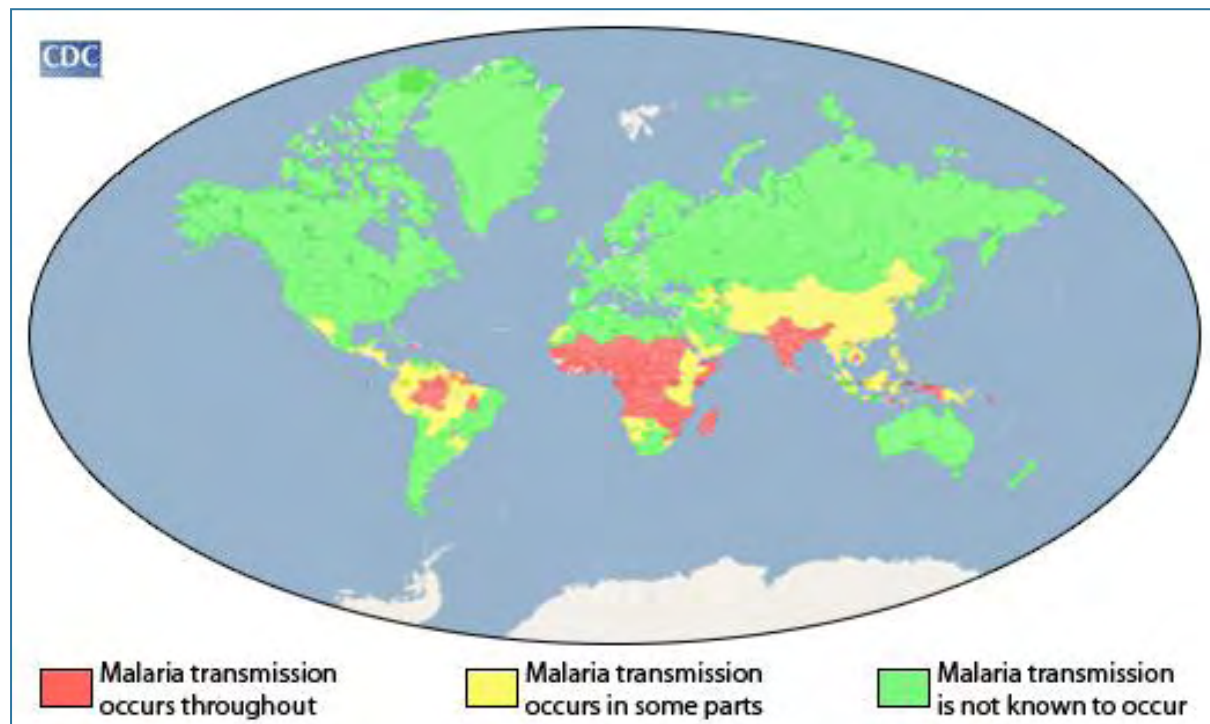 CDC
Malaria transmission
occurs throughout
Malaria transmission
occurs in some parts
Malaria transmission
is not known to occur